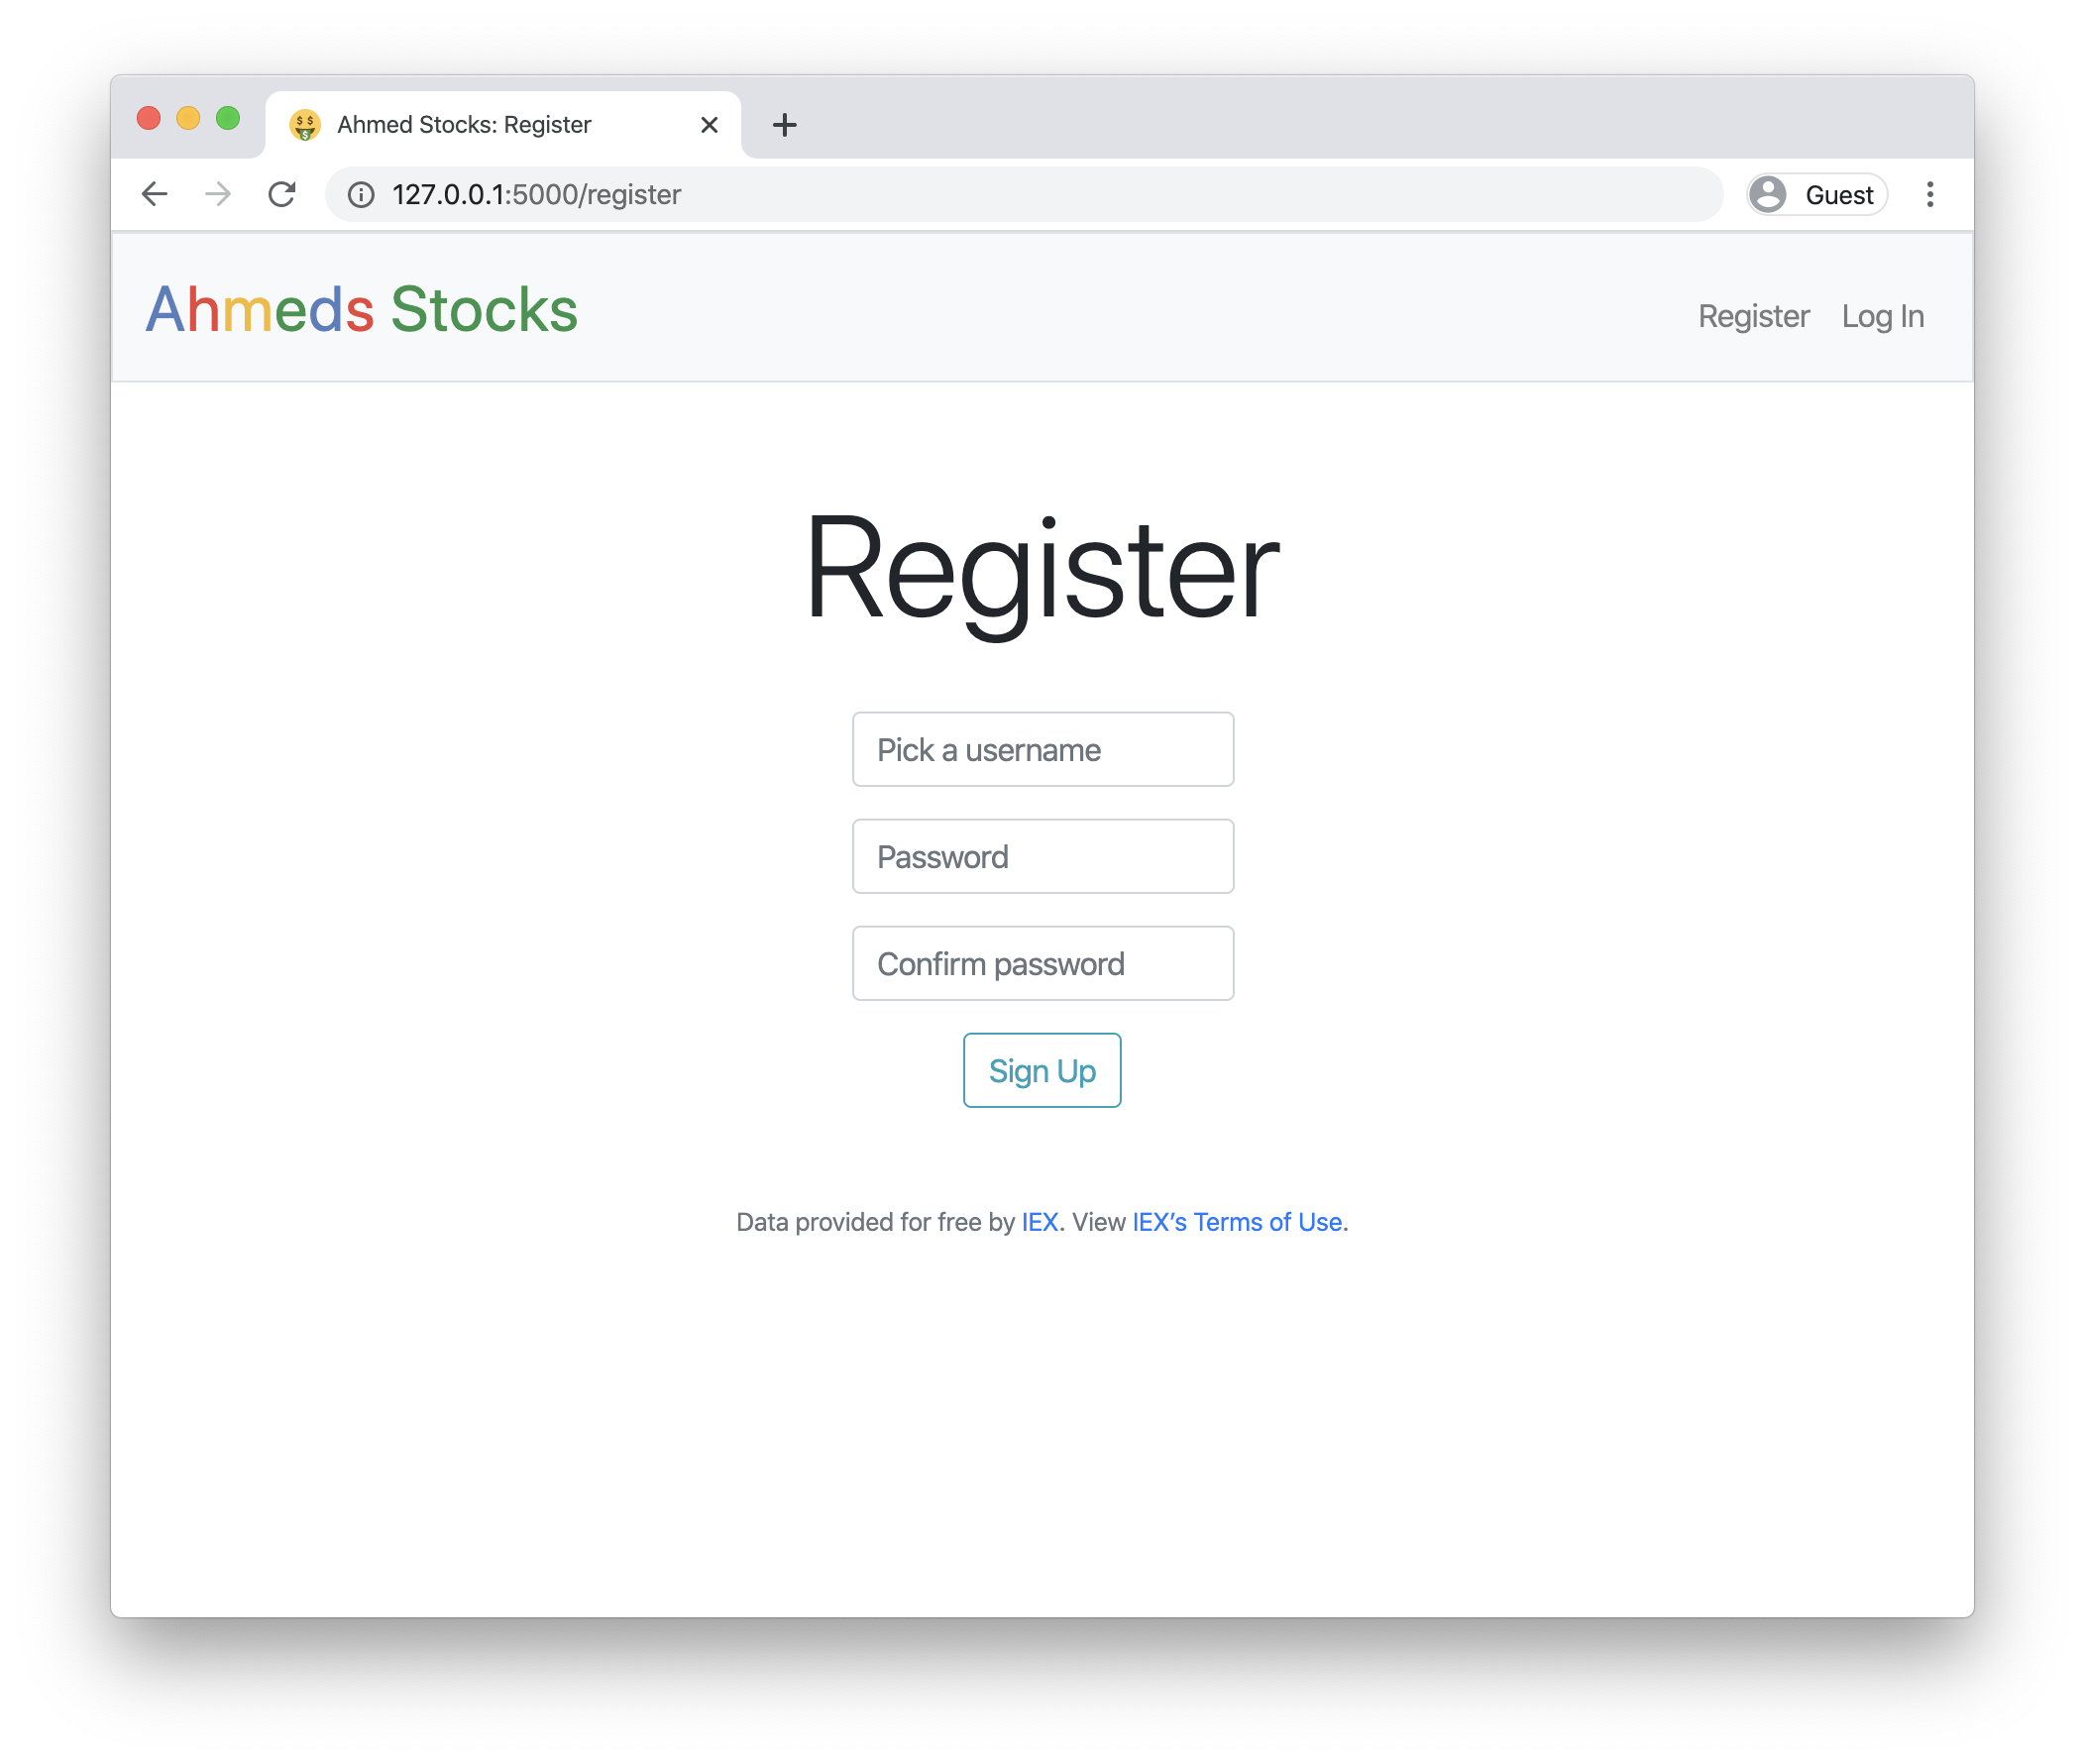 Ahmed Stocks: Register
127.0.0.1:5000/register
Guest
Ahmeds Stocks
Register Log In
Register
Pick a username
Password
Confirm password
Sign Up
Data provided for free by IEX. View IEX’s Terms of Use.